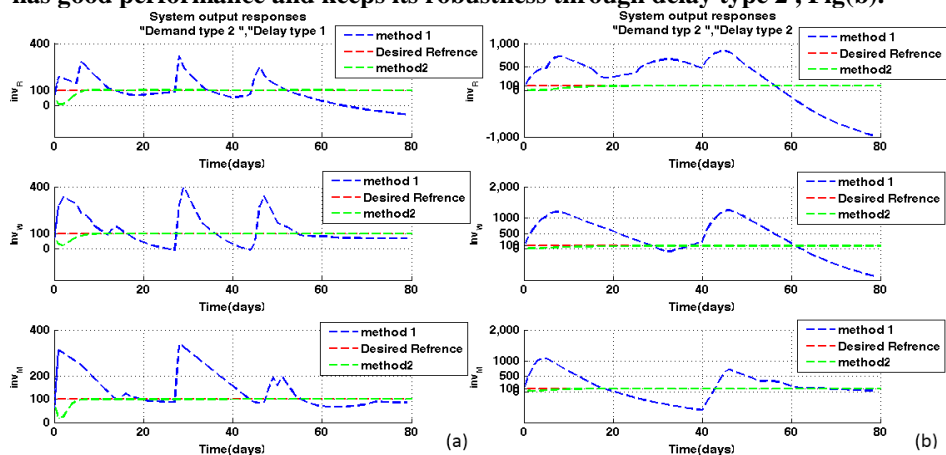 has good performance and keeps its robustness through delay type 2 , Fig(b).
System output responses
"Demand type 2 ","Delay type 1
400
100
0
inv_R
method 1
Desired Refrence
method2
0 20 40 60 80
Time(days)
400
100
0
inv_w
method 1
Desired Refrence
method2
0 20 40 60 80
Time(days)
400
200
100
0
inv_M
method 1
Desired Refrence
method2
0 20 40 60 80
Time(days)
(a)
System output responses
"Demand typ 2 ","Delay type 2
1,000
500
100
0
-1,000
inv_R
method 1
Desired Refrence
method2
0 20 40 60 80
Time(days)
2,000
1000
500
100
0
inv_w
method 1
Desired Refrence
method2
0 20 40 60 80
Time(days)
2,000
1000
100
0
inv_M
method 1
Desired Refrence
method2
0 20 40 60 80
Time(days)
(b)